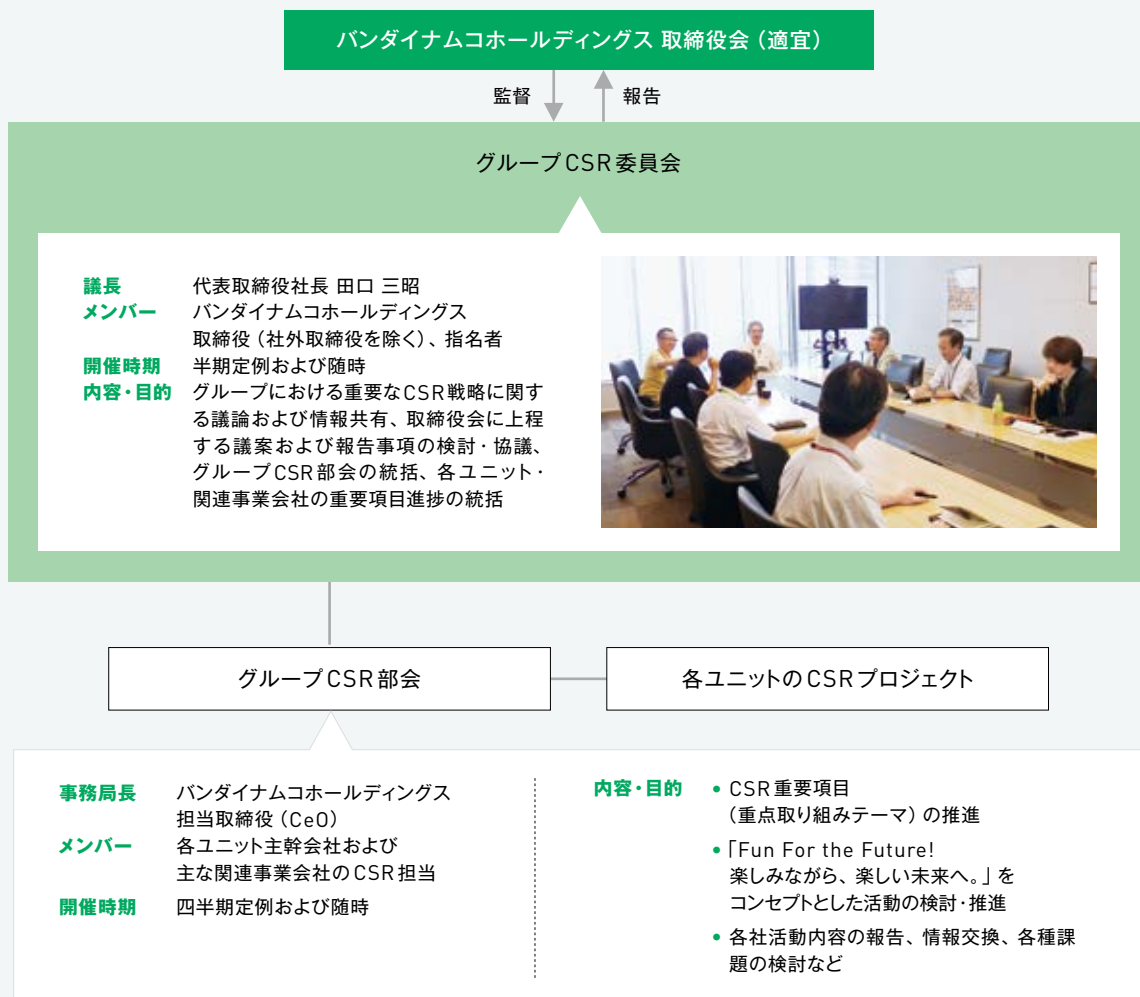 バンダイナムコホールディングス 取締役会（適宜）
監督
報告
グループCSR委員会
議長 代表取締役社長 田口 三昭
メンバー バンダイナムコホールディングス
取締役（社外取締役を除く）、指名者
開催時期 半期定例および随時
内容・目的 グループにおける重要なCSR戦略に関す
る議論および情報共有、取締役会に上程
する議案および報告事項の検討・協議、
グループCSR部会の統括、各ユニット・
関連事業会社の重要項目進捗の統括
グループCSR部会
各ユニットのCSRプロジェクト
事務局長 バンダイナムコホールディングス
担当取締役（CeO）
メンバー 各ユニット主幹会社および
主な関連事業会社のCSR担当
開催時期 四半期定例および随時
内容・目的 • CSR重要項目
（重点取り組みテーマ）の推進
• 「Fun For the Future!
楽しみながら、楽しい未来へ。」を
コンセプトとした活動の検討・推進
• 各社活動内容の報告、情報交換、各種課
題の検討など